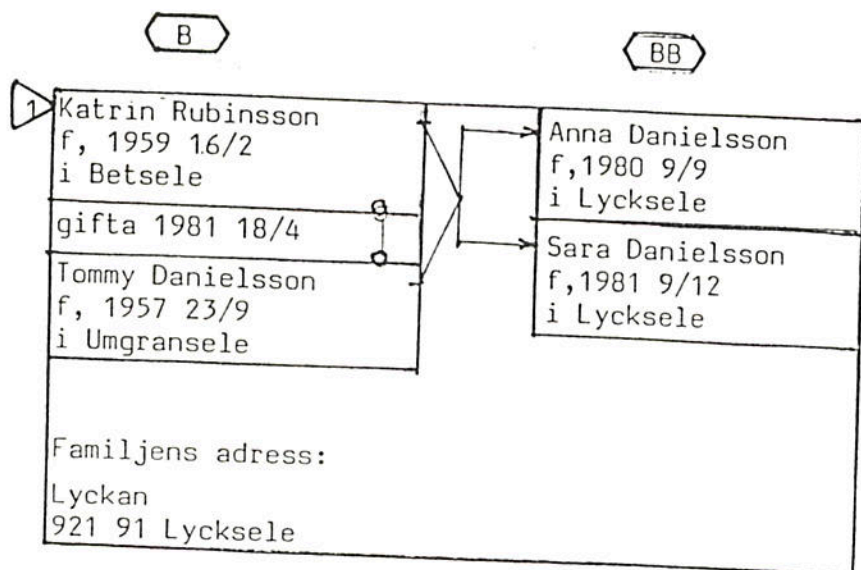 B
BB
1
Katrin Rubinsson
f, 1959 16/2
i Betsele
gifta 1981 18/4
Tommy Danielsson
f, 1957 23/9
i Umgransele
Anna Danielsson
f,1980 9/9
i Lycksele
Sara Danielsson
f,1981 9/12
i Lycksele
Familjens adress:
Lyckan
921 91 Lycksele